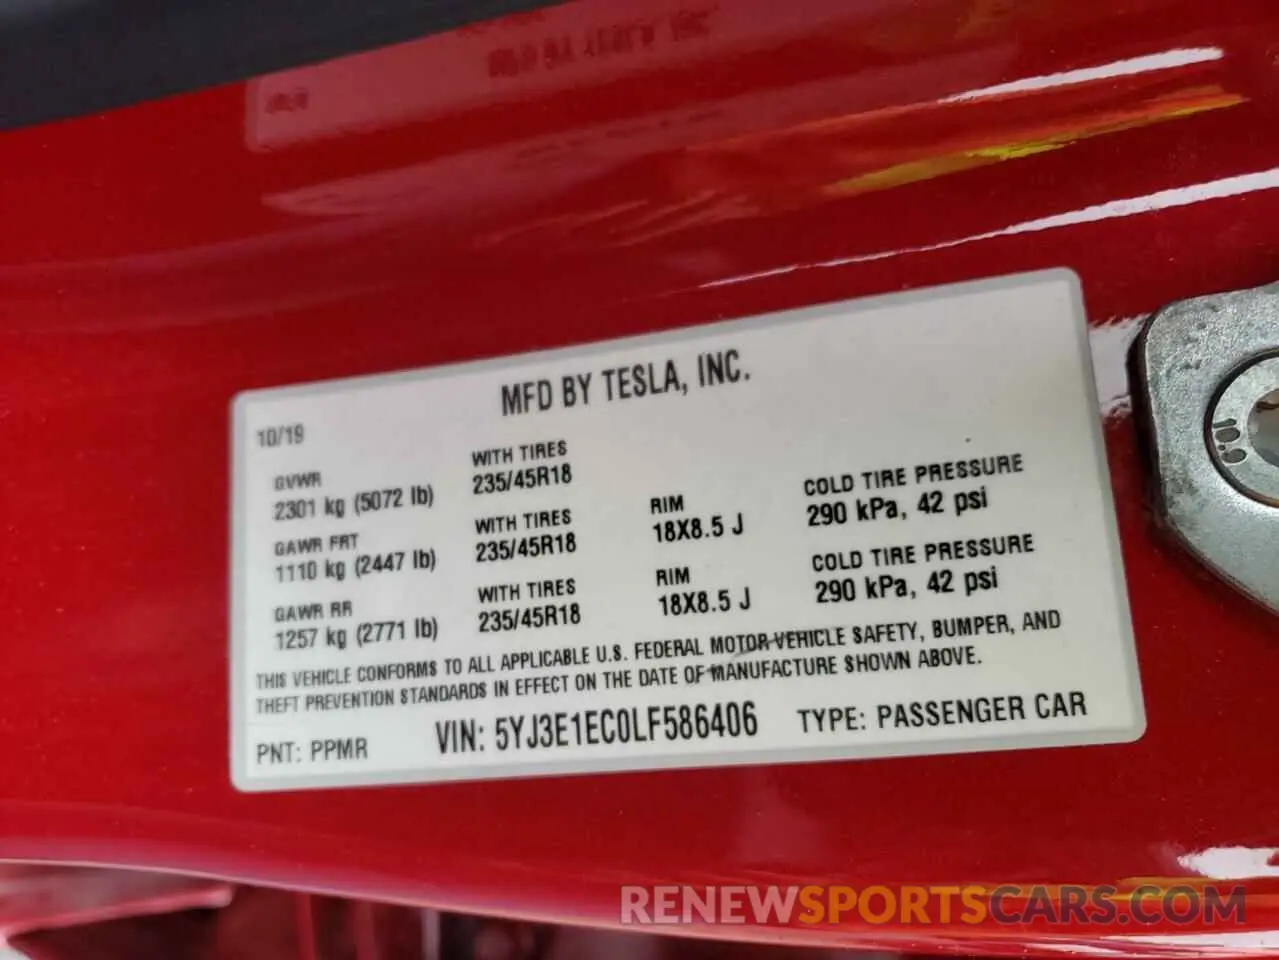 MFD BY TESLA, INC.
10/19
GVWR
2301 kg (5072 lb)
WITH TIRES
235/45R18
GAWR FRT
1110 kg (2447 lb)
WITH TIRES
235/45R18
RIM
18X8.5 J
COLD TIRE PRESSURE
290 kPa, 42 psi
GAWR RR
1257 kg (2771 lb)
WITH TIRES
235/45R18
RIM
18X8.5 J
COLD TIRE PRESSURE
290 kPa, 42 psi
THIS VEHICLE CONFORMS TO ALL APPLICABLE U.S. FEDERAL MOTOR VEHICLE SAFETY, BUMPER, AND
THEFT PREVENTION STANDARDS IN EFFECT ON THE DATE OF MANUFACTURE SHOWN ABOVE.
PNT: PPMR
VIN: 5YJ3E1EC0LF586406
TYPE: PASSENGER CAR
10.9
RENEWSPORTSCARS.COM